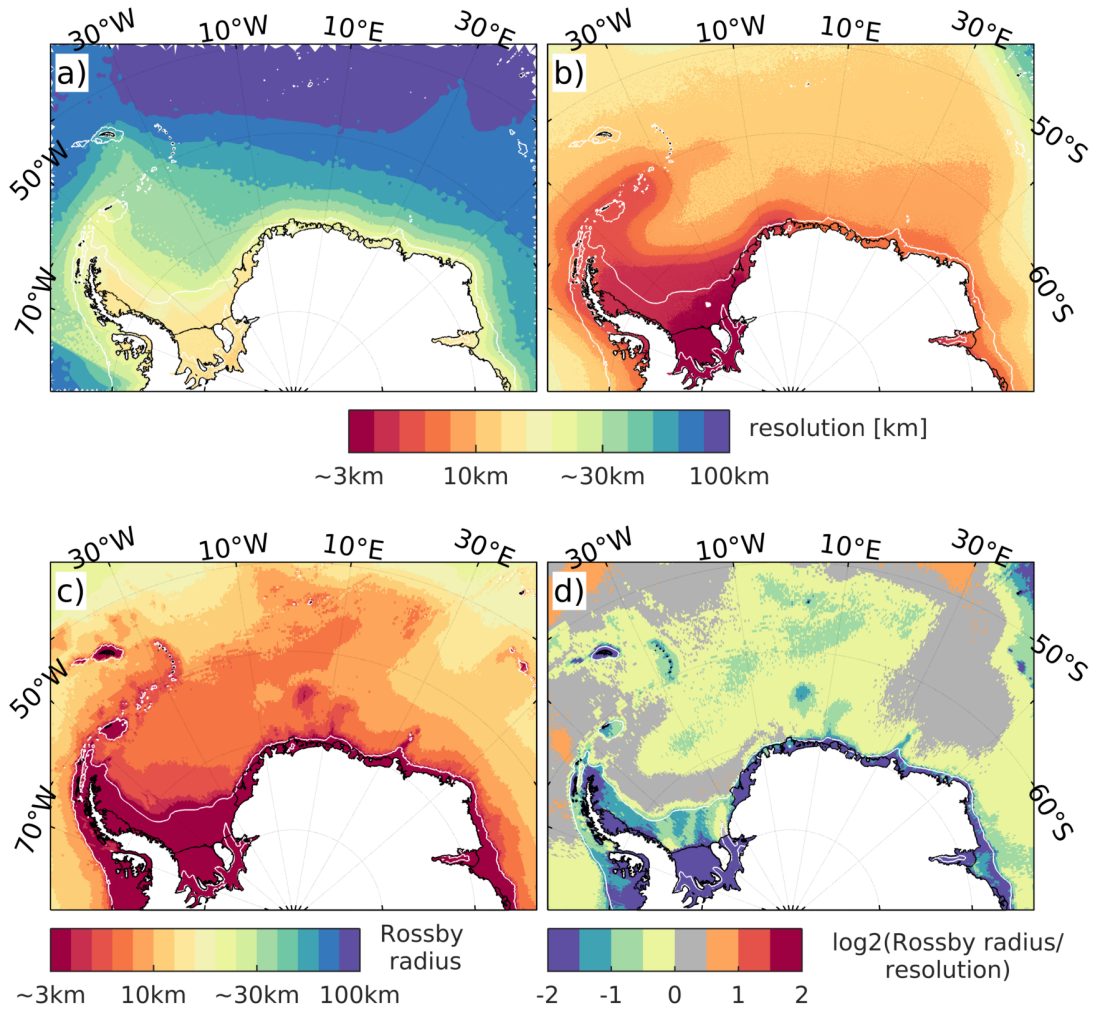 30°W 10°W 10°E 30°E 30°W 10°W 10°E 30°E
a) b)
50°W 50°S
70°W 60°S
resolution [km]
~3km 10km ~30km 100km
30°W 10°W 10°E 30°E 30°W 10°W 10°E 30°E
c) d)
50°W 50°S
70°W 60°S
Rossby
radius
~3km 10km ~30km 100km
log2(Rossby radius/
resolution)
-2 -1 0 1 2